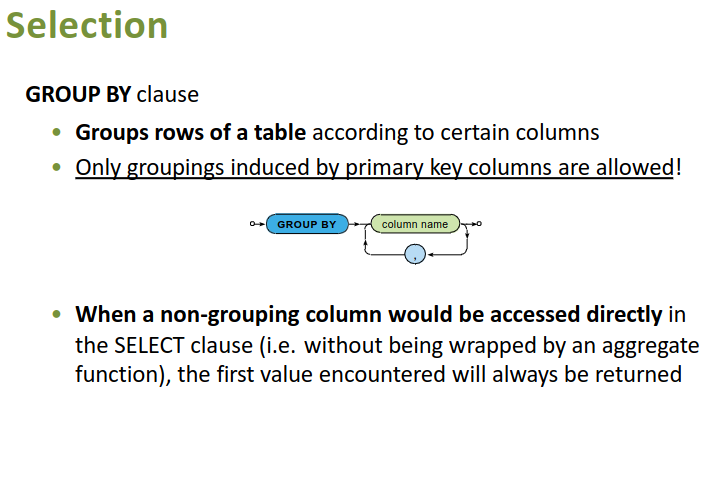 Selection
GROUP BY clause
• Groups rows of a table according to certain columns
• Only groupings induced by primary key columns are allowed!
GROUP BY column name
,
• When a non-grouping column would be accessed directly in
the SELECT clause (i.e. without being wrapped by an aggregate
function), the first value encountered will always be returned